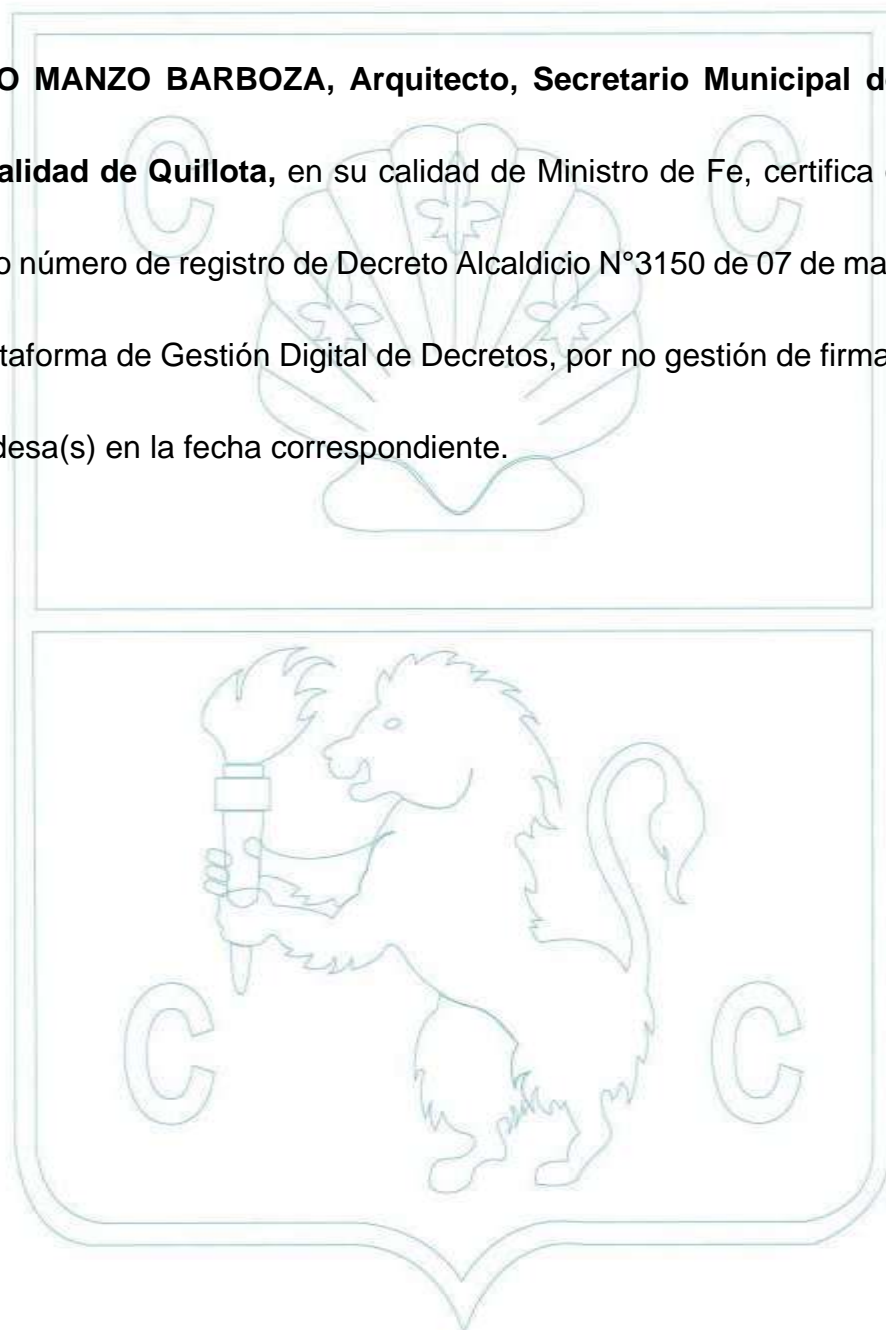 O MANZO BARBOZA, Arquitecto, Secretario Municipal d
alidad de Quillota, en su calidad de Ministro de Fe, certifica
o número de registro de Decreto Alcaldicio N°3150 de 07 de ma
taforma de Gestión Digital de Decretos, por no gestión de firma
desa(s) en la fecha correspondiente.
C C
C C